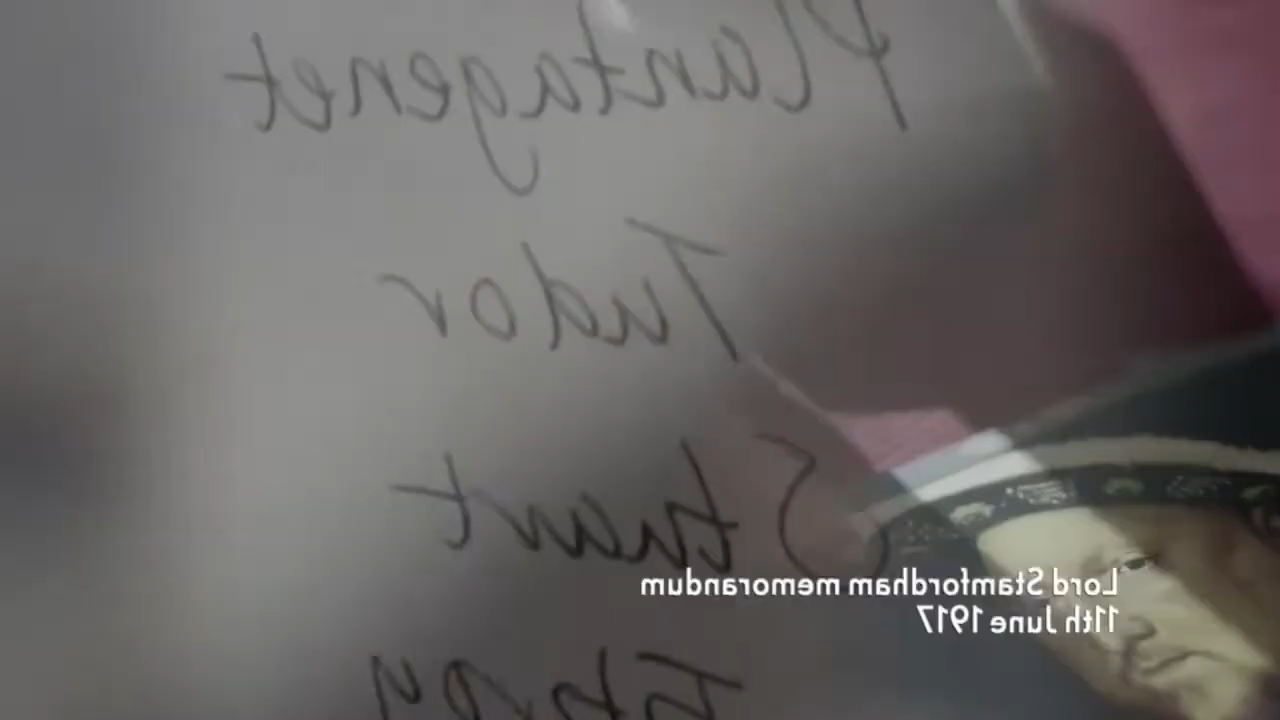 Plantagenet
Tudor
Stuart
Lord Stamfordham memorandum
11th June 1917